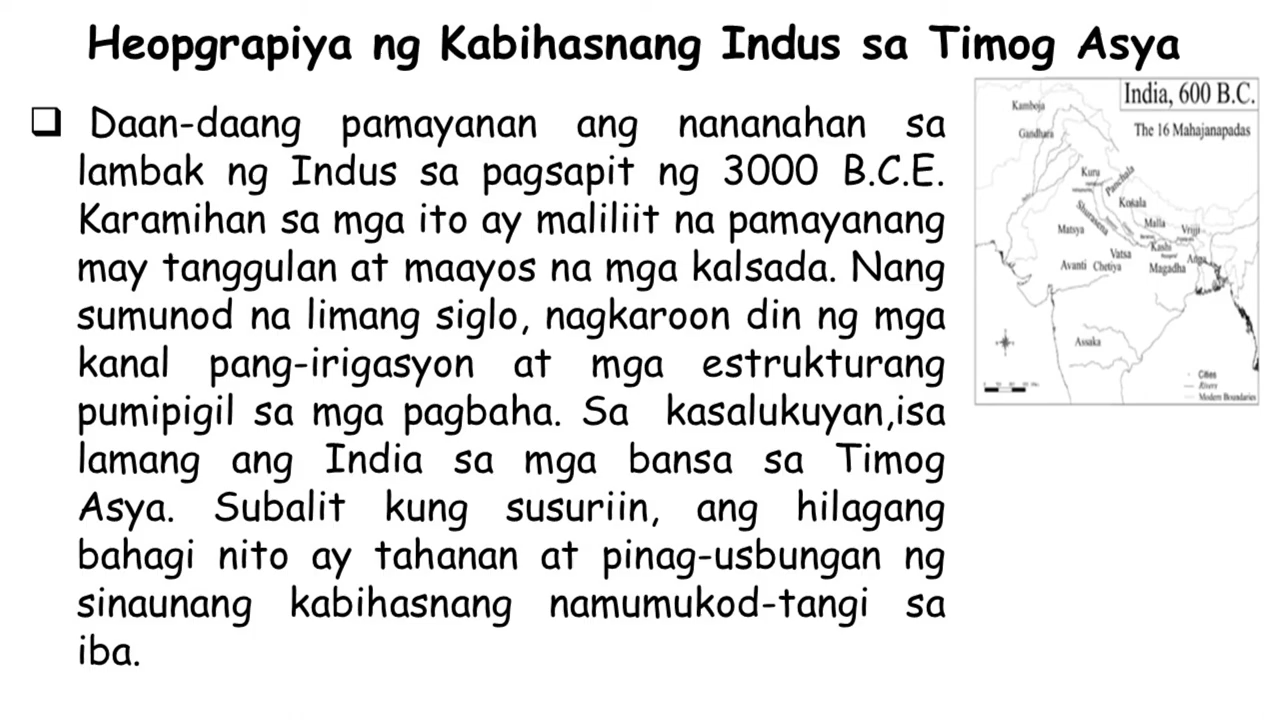 Heopgrapiya ng Kabihasnang Indus sa Timog Asya
Daan-daang pamayanan ang nananahan sa
lambak ng Indus sa pagsapit ng 3000 B.C.E.
Karamihan sa mga ito ay maliliit na pamayanang
may tanggulan at maayos na mga kalsada. Nang
sumunod na limang siglo, nagkaroon din ng mga
kanal pang-irigasyon at mga estrukturang
pumipigil sa mga pagbaha. Sa kasalukuyan,isa
lamang ang India sa mga bansa sa Timog
Asya. Subalit kung susuriin, ang hilagang
bahagi nito ay tahanan at pinag-usbungan ng
sinaunang kabihasnang namumukod-tangi sa
iba.
India, 600 B.C.
The 16 Mahajanapadas
Kamboja
Gandhara
Kuru
Panchala
Kosala
Shurasena
Malla
Vrijji
Matsya
Kashi
Vatsa
Anga
Avanti
Chetiya
Magadha
Assaka
Cities
Rivers
Modern Boundaries